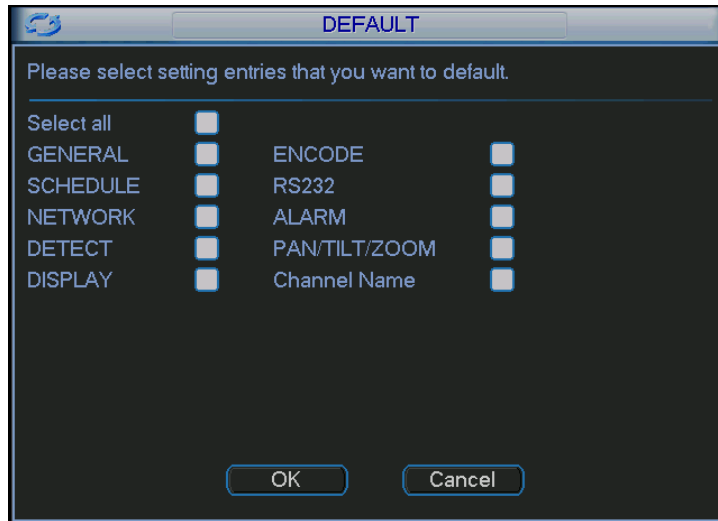 DEFAULT
Please select setting entries that you want to default.
Select all
GENERAL ENCODE
SCHEDULE RS232
NETWORK ALARM
DETECT PAN/TILT/ZOOM
DISPLAY Channel Name
OK Cancel